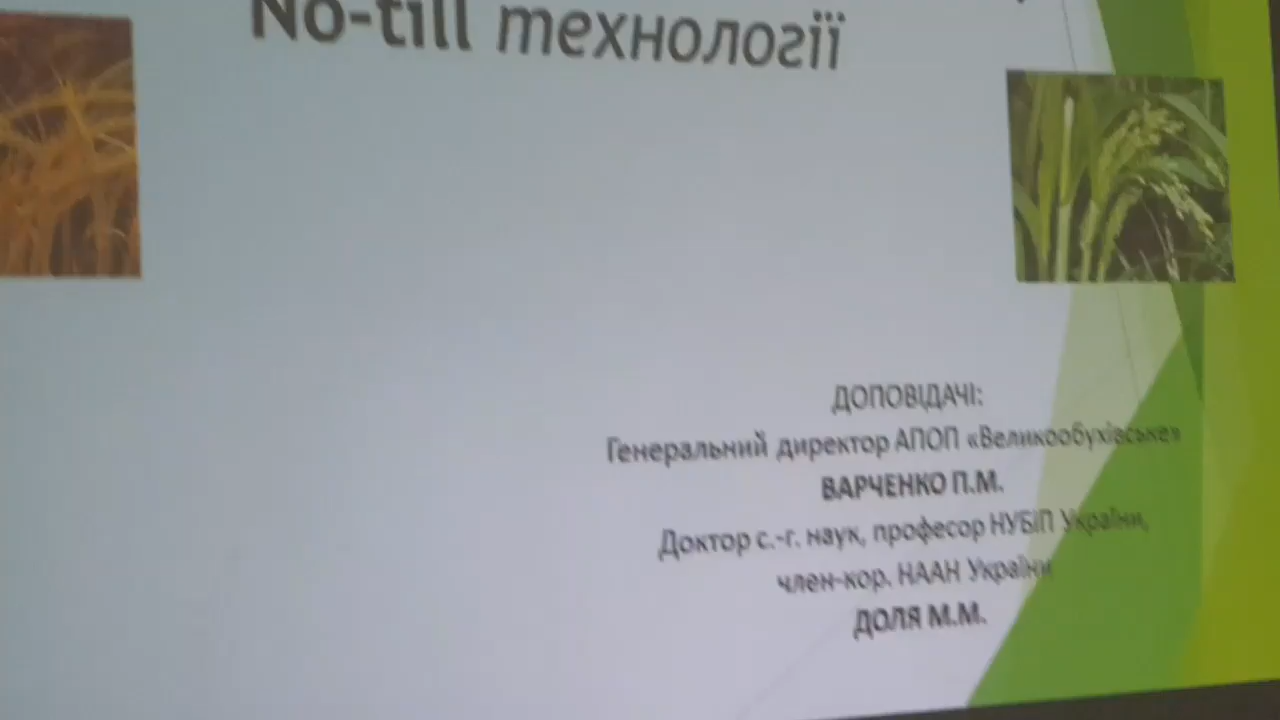 No-till технології
ДОПОВІДАЧІ:
Генеральний директор АПОП «Великообухівське»
ВАРЧЕНКО П.М.
Доктор с.-г. наук, професор НУБіП України,
член-кор. НААН України
ДОЛЯ М.М.